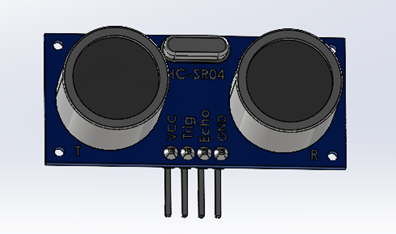 HC-SR04
VCC
Trig
Echo
GND
T
R